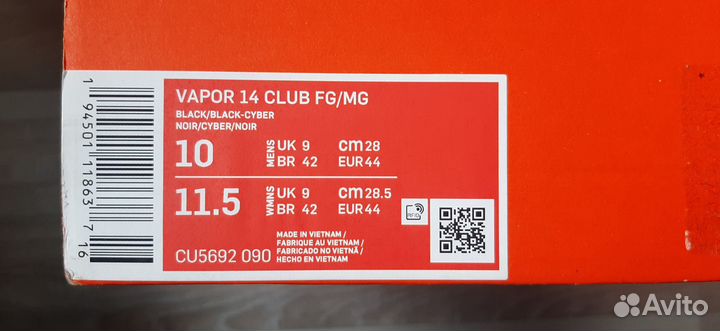 VAPOR 14 CLUB FG/MG
BLACK/BLACK-CYBER
NOIR/CYBER/NOIR
10 MENS UK 9 cm 28
BR 42 EUR 44
11.5 WMNS UK 9 cm 28.5
BR 42 EUR 44
RFID
CU5692 090
MADE IN VIETNAM/
FABRIQUE AU VIETNAM/
FABRICADO NO VIETNÃ/
HECHO EN VIETNAM
1 94501 11863 7 16
Avito